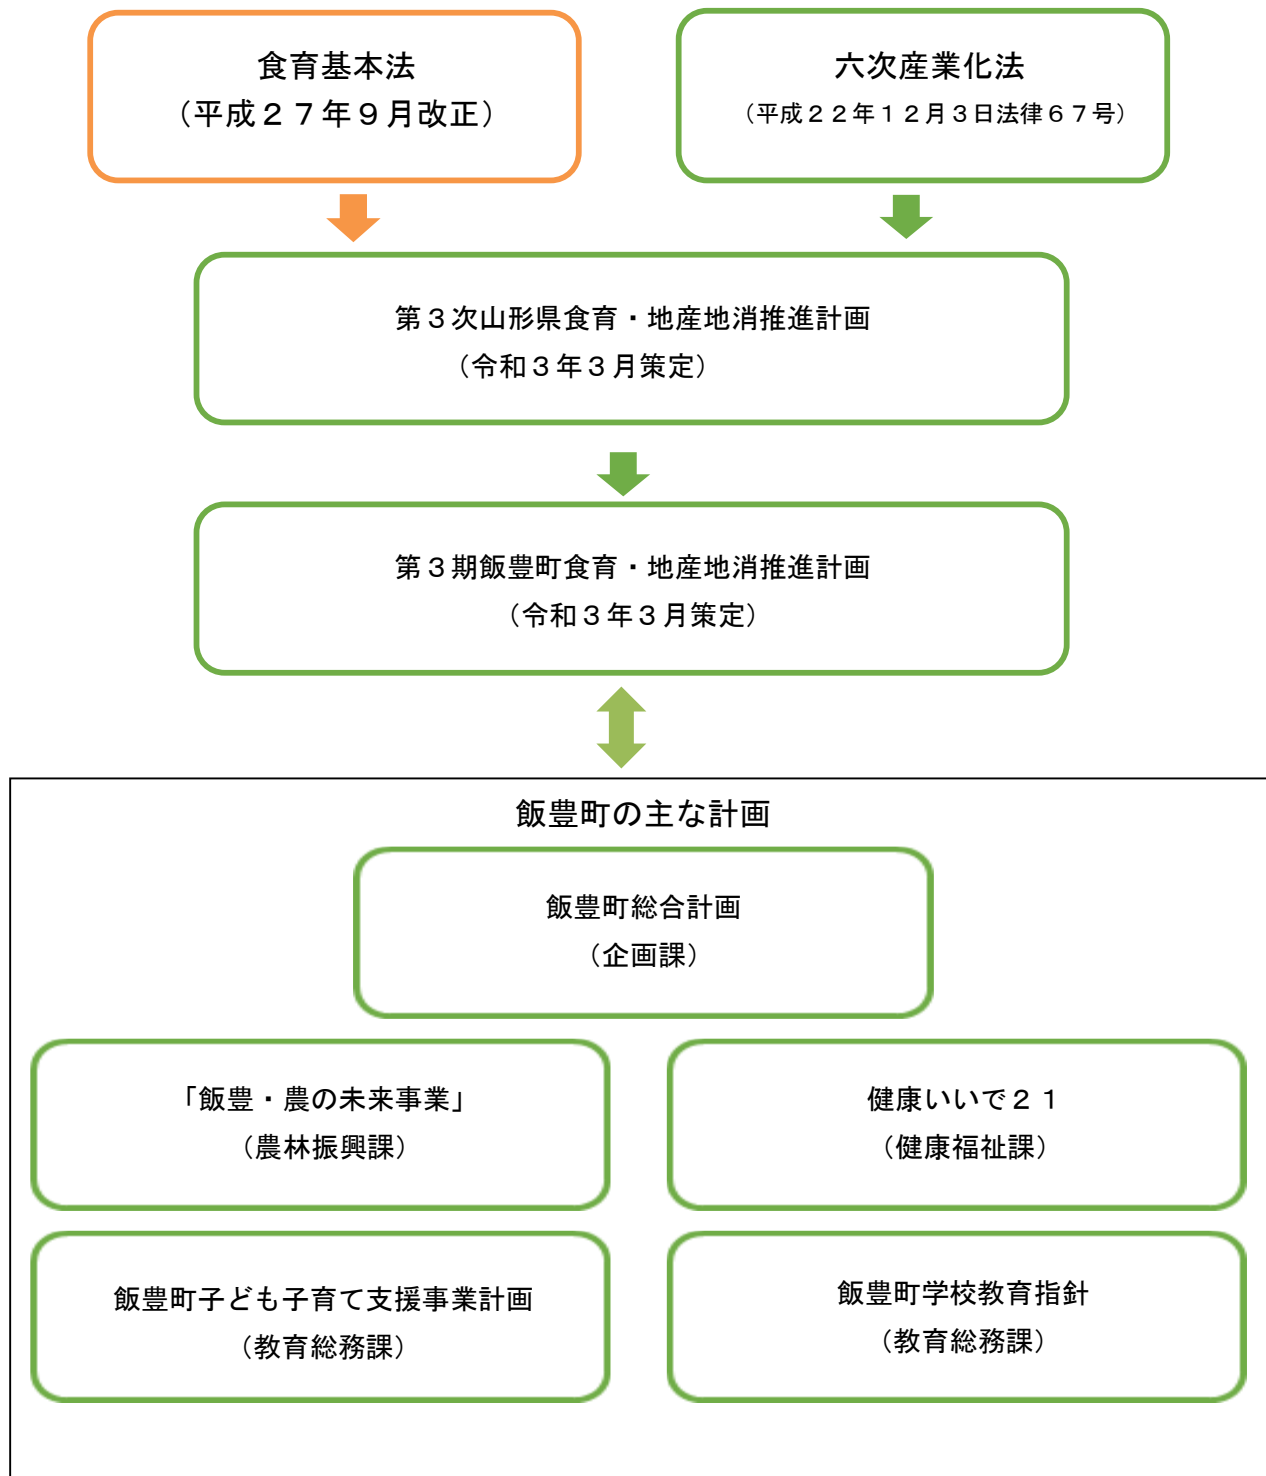 食育基本法
（平成２７年９月改正）
六次産業化法
（平成２２年１２月３日法律６７号）
第３次山形県食育・地産地消推進計画
（令和３年３月策定）
第３期飯豊町食育・地産地消推進計画
（令和３年３月策定）
飯豊町の主な計画
飯豊町総合計画
（企画課）
「飯豊・農の未来事業」
（農林振興課）
健康いいで２１
（健康福祉課）
飯豊町子ども子育て支援事業計画
（教育総務課）
飯豊町学校教育指針
（教育総務課）